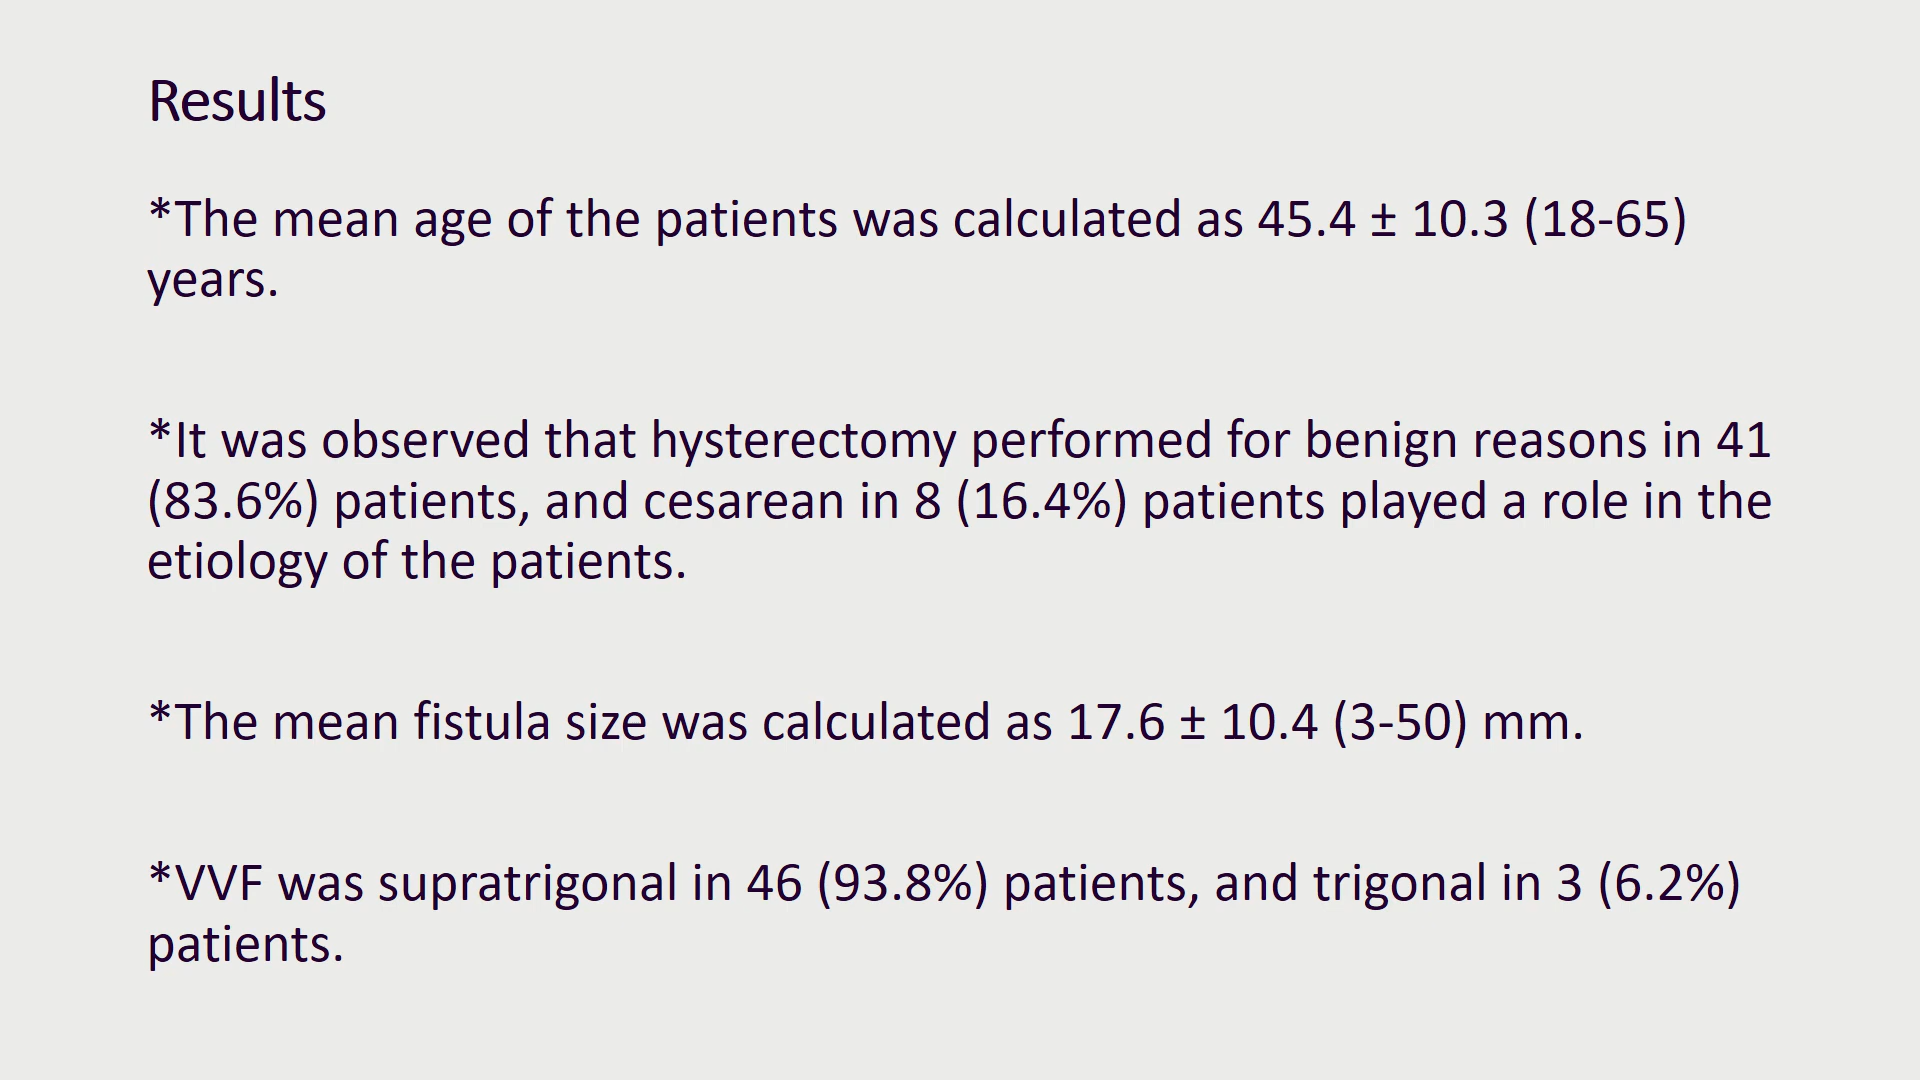 Results
*The mean age of the patients was calculated as 45.4 ± 10.3 (18-65)
years.
*It was observed that hysterectomy performed for benign reasons in 41
(83.6%) patients, and cesarean in 8 (16.4%) patients played a role in the
etiology of the patients.
*The mean fistula size was calculated as 17.6 ± 10.4 (3-50) mm.
*VVF was supratrigonal in 46 (93.8%) patients, and trigonal in 3 (6.2%)
patients.